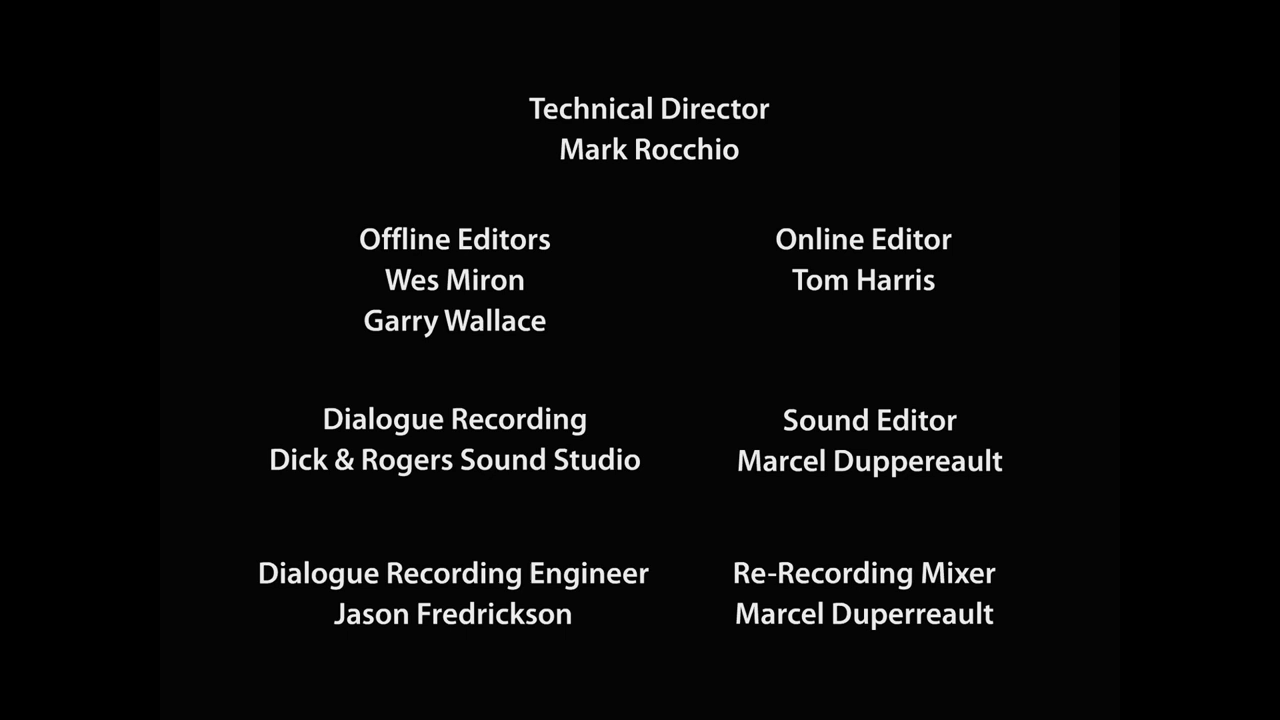 Technical Director
Mark Rocchio
Offline Editors
Wes Miron
Garry Wallace
Online Editor
Tom Harris
Dialogue Recording
Dick & Rogers Sound Studio
Sound Editor
Marcel Duppereault
Dialogue Recording Engineer
Jason Fredrickson
Re-Recording Mixer
Marcel Duperreault